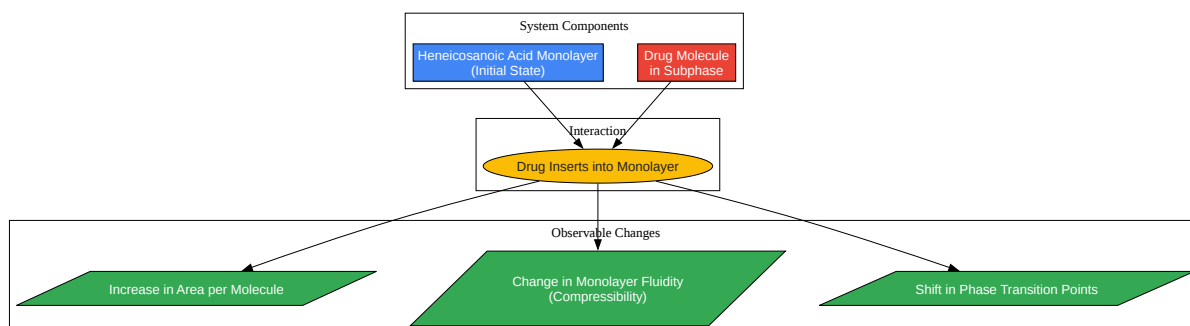 System Components
Heneicosanoic Acid Monolayer
(Initial State)
Drug Molecule
in Subphase
Interaction
Drug Inserts into Monolayer
Observable Changes
Increase in Area per Molecule
Change in Monolayer Fluidity
(Compressibility)
Shift in Phase Transition Points